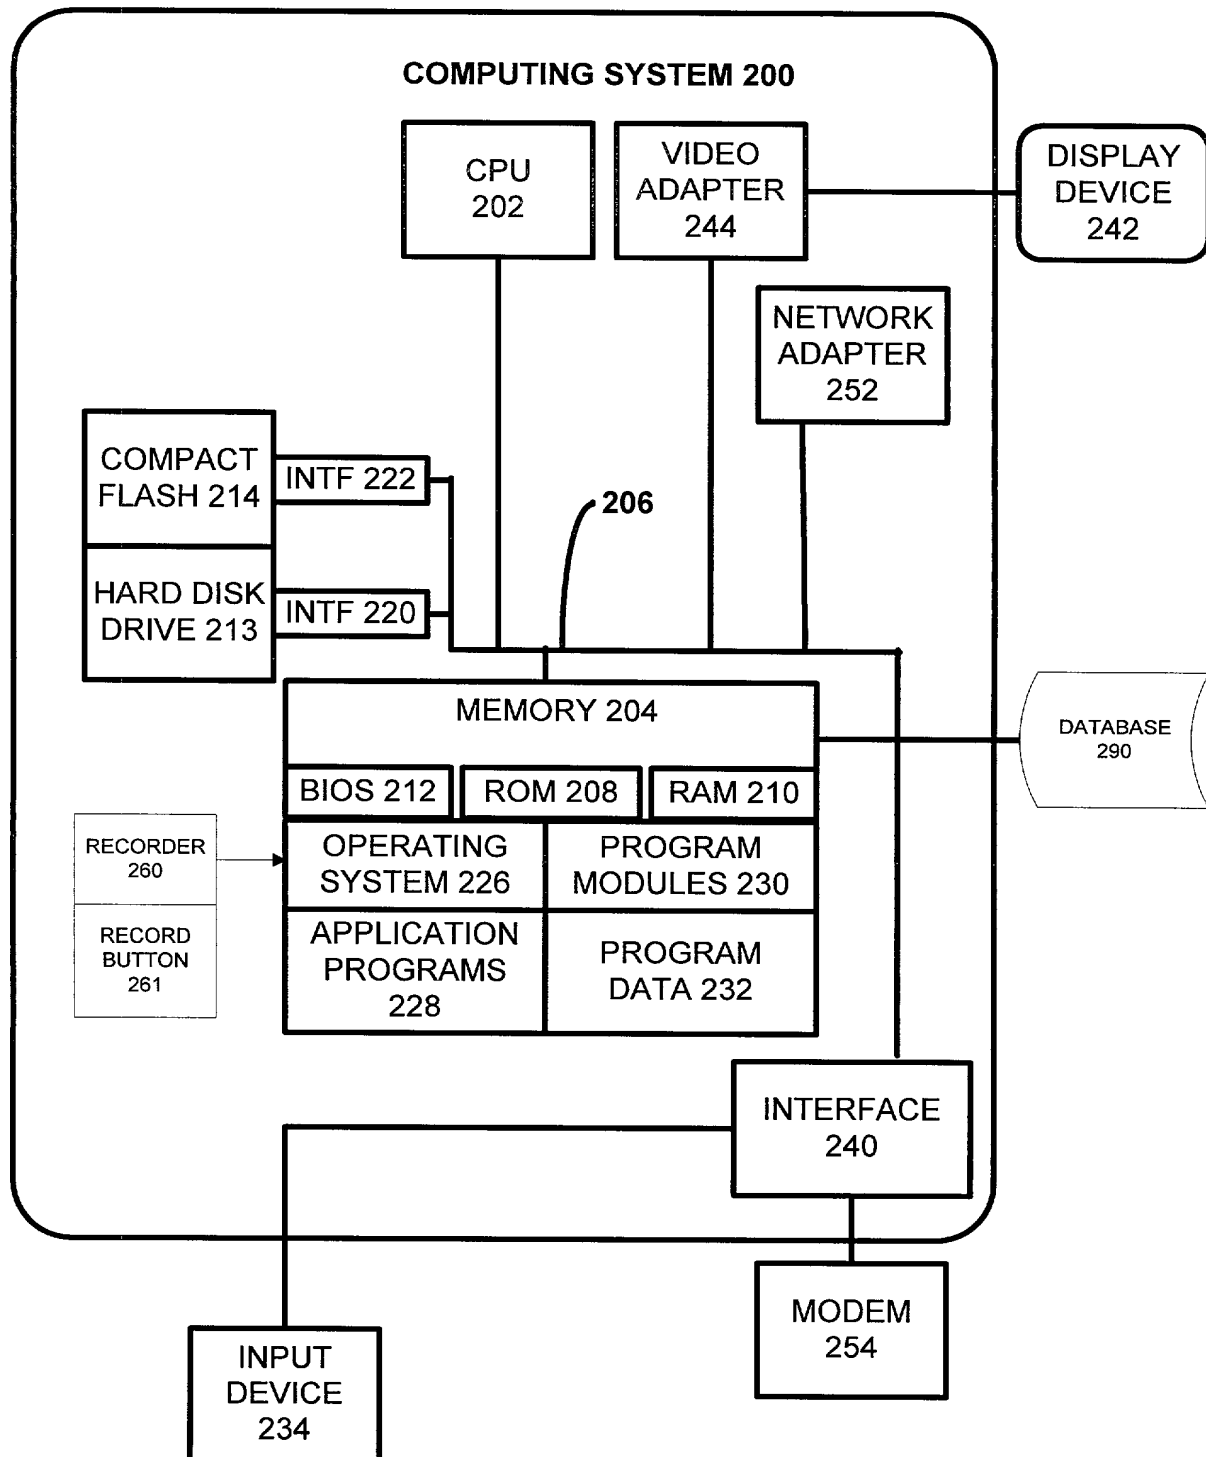 COMPUTING SYSTEM 200
CPU
202
VIDEO
ADAPTER
244
DISPLAY
DEVICE
242
NETWORK
ADAPTER
252
COMPACT
FLASH 214
INTF 222
206
HARD DISK
DRIVE 213
INTF 220
MEMORY 204
DATABASE
290
BIOS 212
ROM 208
RAM 210
RECORDER
260
OPERATING
SYSTEM 226
PROGRAM
MODULES 230
RECORD
BUTTON
261
APPLICATION
PROGRAMS
228
PROGRAM
DATA 232
INTERFACE
240
MODEM
254
INPUT
DEVICE
234